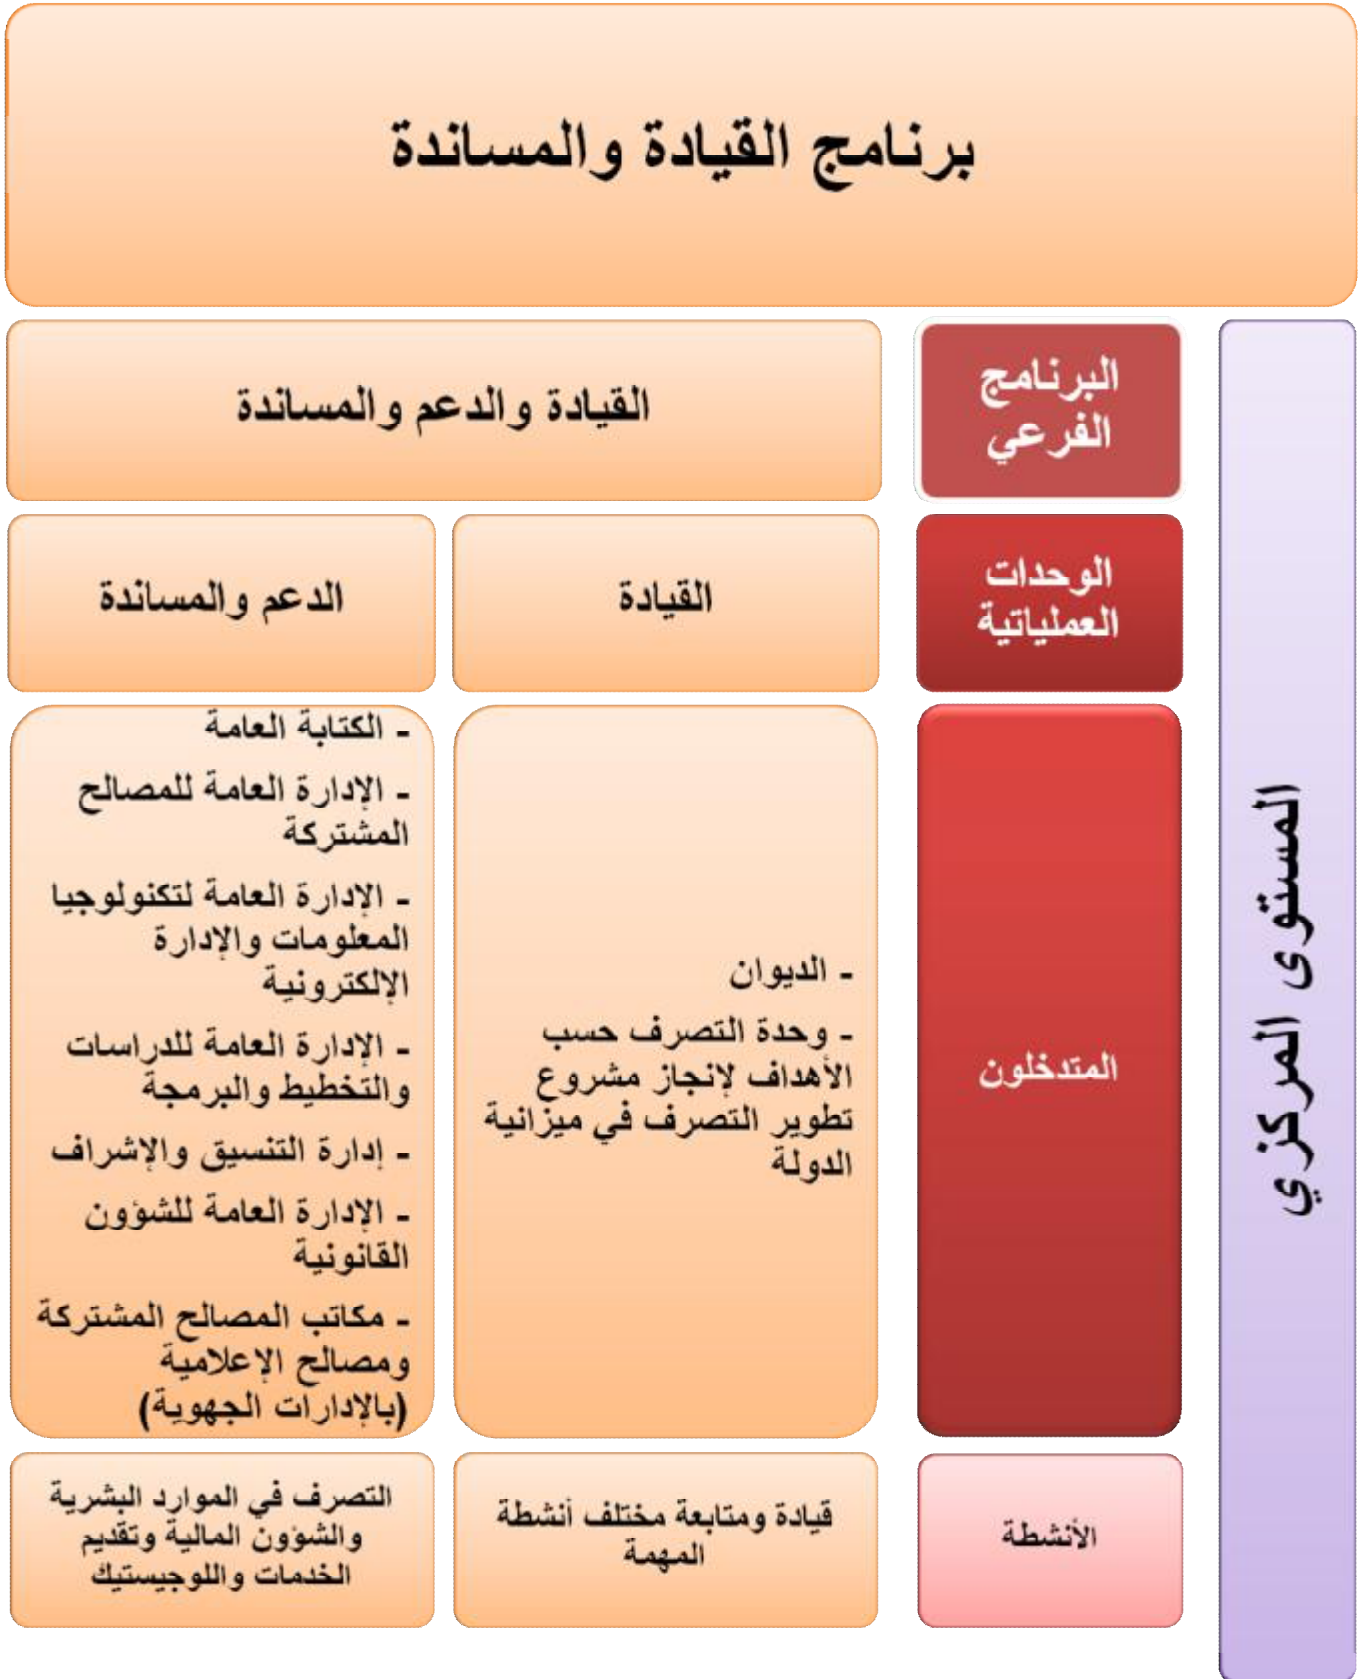 برنامج القيادة والمساندة
المستوى المركزي
البرنامج
الفرعي
القيادة والدعم والمساندة
الوحدات
العملياتية
القيادة
الدعم والمساندة
المتدخلون
- الديوان
- وحدة التصرف حسب
الأهداف لإنجاز مشروع
تطوير التصرف في ميزانية
الدولة
- الكتابة العامة
- الإدارة العامة للمصالح
المشتركة
- الإدارة العامة لتكنولوجيا
المعلومات والإدارة
الإلكترونية
- الإدارة العامة للدراسات
والتخطيط والبرمجة
- إدارة التنسيق والإشراف
- الإدارة العامة للشؤون
القانونية
- مكاتب المصالح المشتركة
ومصالح الإعلامية
(بالإدارات الجهوية)
الأنشطة
قيادة ومتابعة مختلف أنشطة
المهمة
التصرف في الموارد البشرية
والشؤون المالية وتقديم
الخدمات واللوجيستيك